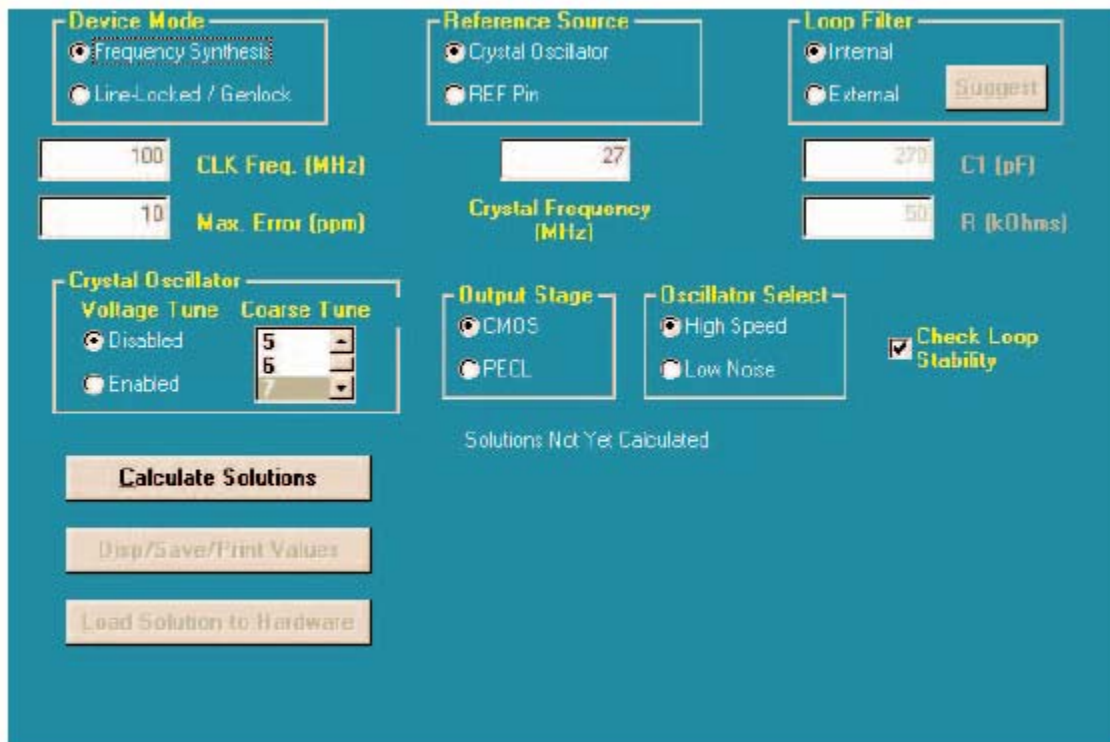 Device Mode
Frequency Synthesis
Line-Locked / Genlock
Reference Source
Crystal Oscillator
REF Pin
Loop Filter
Internal
External
Suggest
100 CLK Freq. (MHz)
10 Max. Error (ppm)
27
Crystal Frequency
(MHz)
270 C1 (pF)
50 R (kOhms)
Crystal Oscillator
Voltage Tune Coarse Tune
Disabled
Enabled
5
6
7
Output Stage
CMOS
PECL
Oscillator Select
High Speed
Low Noise
Check Loop
Stability
Solutions Not Yet Calculated
Calculate Solutions
Disp/Save/Print Values
Load Solution to Hardware